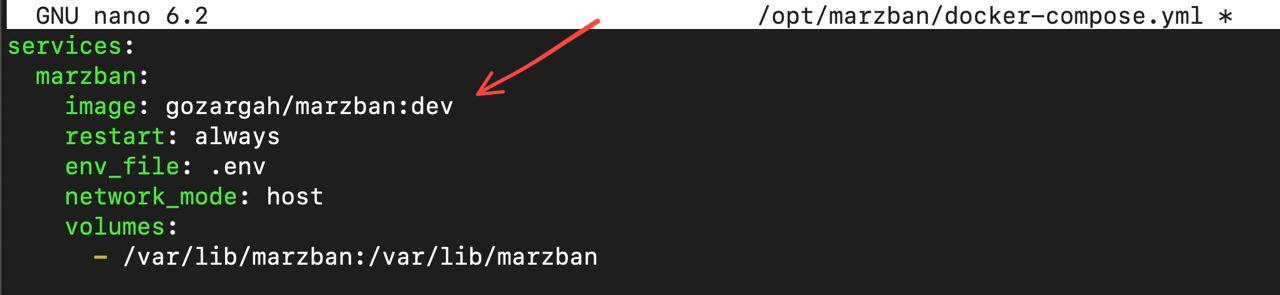 GNU nano 6.2 /opt/marzban/docker-compose.yml *
services:
marzban:
image: gozargah/marzban:dev
restart: always
env_file: .env
network_mode: host
volumes:
- /var/lib/marzban:/var/lib/marzban